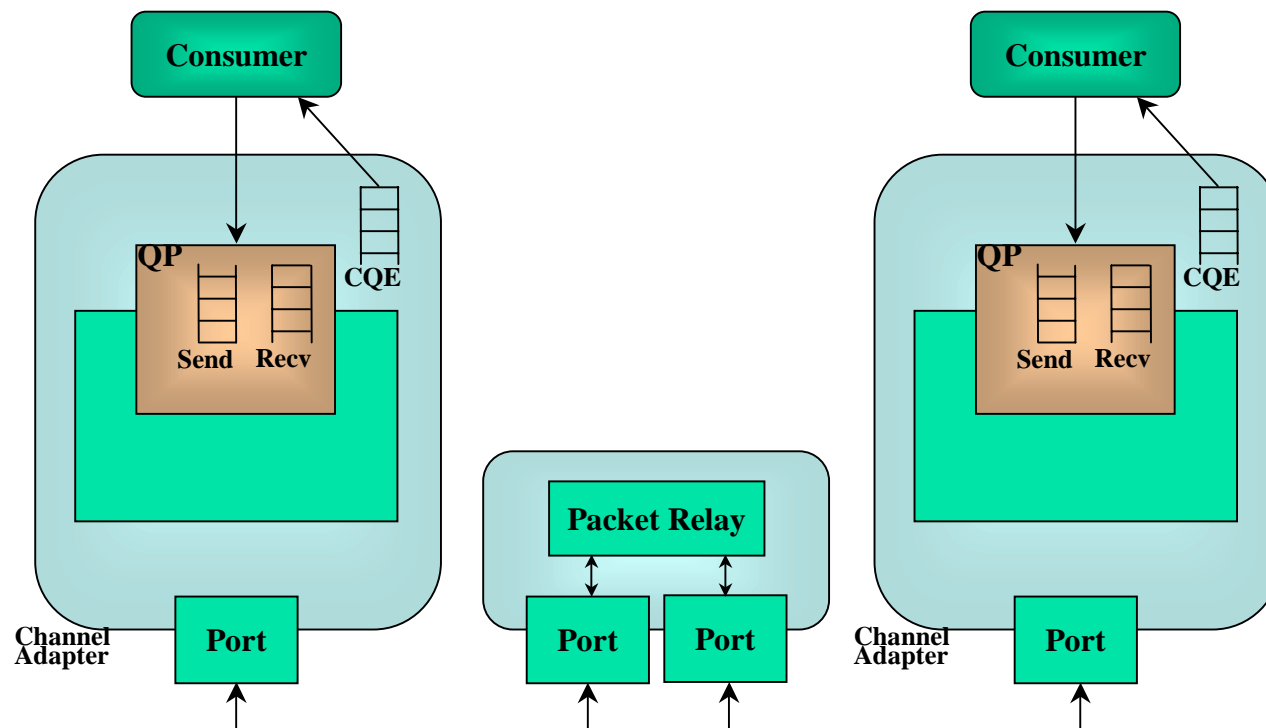 Consumer
Consumer
QP
CQE
QP
CQE
Send
Recv
Send
Recv
Packet Relay
Channel
Adapter
Port
Port
Port
Channel
Adapter
Port